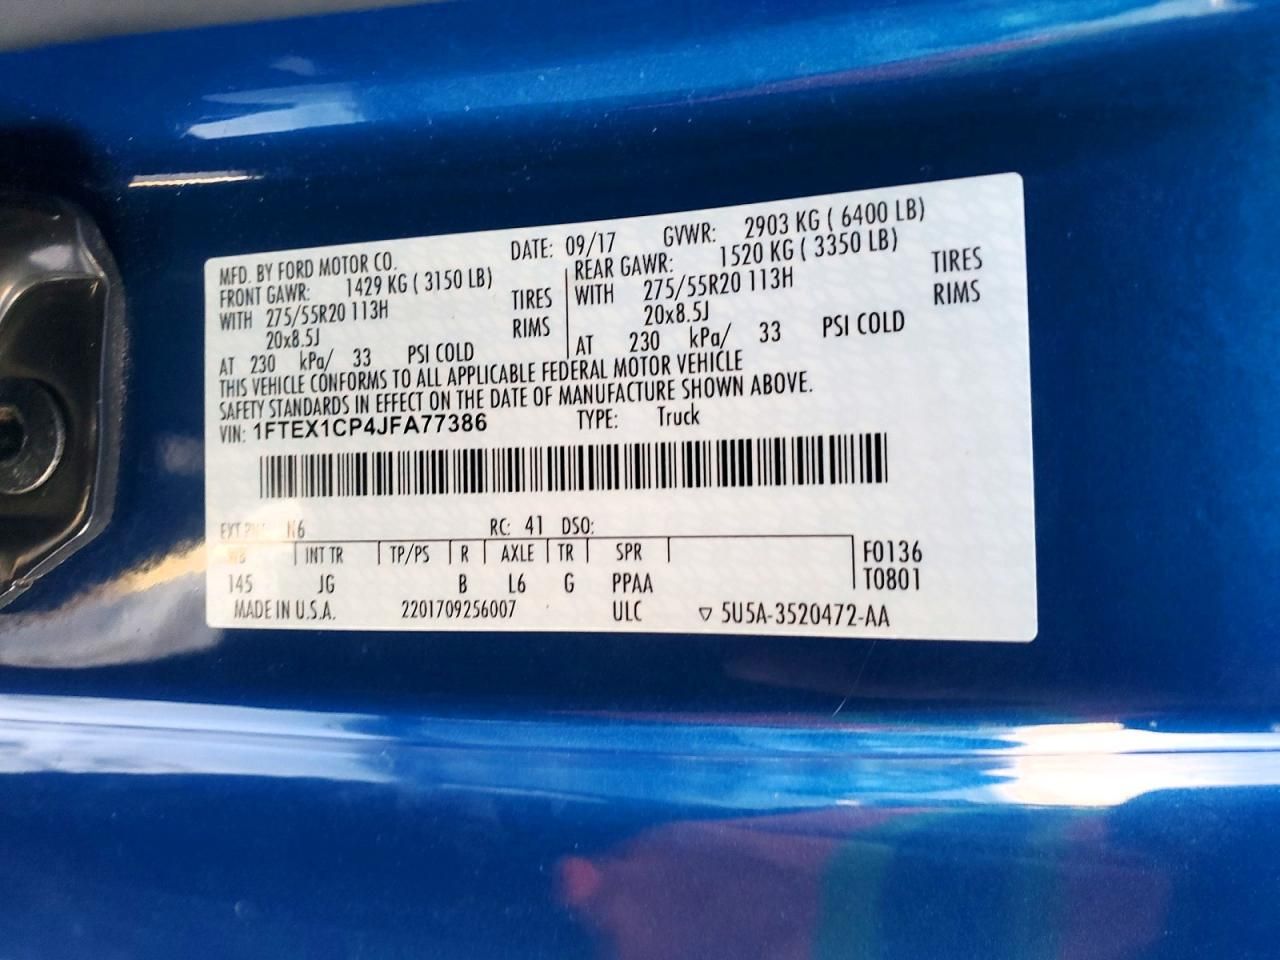 MFD. BY FORD MOTOR CO. DATE: 09/17 GVWR: 2903 KG ( 6400 LB)
FRONT GAWR: 1429 KG ( 3150 LB) REAR GAWR: 1520 KG ( 3350 LB)
WITH 275/55R20 113H TIRES WITH 275/55R20 113H TIRES
20x8.5J RIMS 20x8.5J RIMS
AT 230 kPa/ 33 PSI COLD AT 230 kPa/ 33 PSI COLD
THIS VEHICLE CONFORMS TO ALL APPLICABLE FEDERAL MOTOR VEHICLE
SAFETY STANDARDS IN EFFECT ON THE DATE OF MANUFACTURE SHOWN ABOVE.
VIN: 1FTEX1CP4JFA77386 TYPE: Truck
EXT N6 RC: 41 DSO:
WB INT TR TP/PS R AXLE TR SPR F0136
145 JG B L6 G PPAA T0801
MADE IN U.S.A. 2201709256007 ULC ▽ 5U5A-3520472-AA